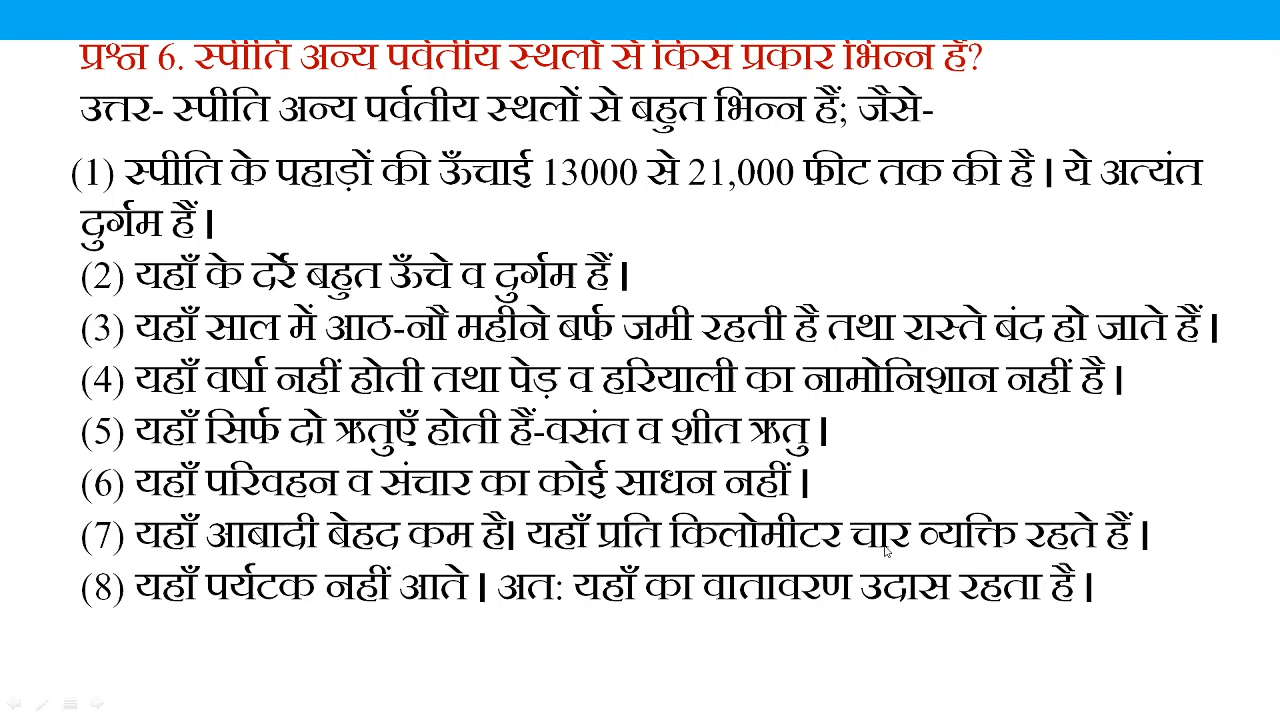 प्रश्न 6. स्पीति अन्य पर्वतीय स्थलों से किस प्रकार भिन्न है?
उत्तर- स्पीति अन्य पर्वतीय स्थलों से बहुत भिन्न हैं; जैसे-
(1) स्पीति के पहाड़ों की ऊँचाई 13000 से 21,000 फीट तक की है। ये अत्यंत
दुर्गम हैं।
(2) यहाँ के दर्रे बहुत ऊँचे व दुर्गम हैं।
(3) यहाँ साल में आठ-नौ महीने बर्फ जमी रहती है तथा रास्ते बंद हो जाते हैं।
(4) यहाँ वर्षा नहीं होती तथा पेड़ व हरियाली का नामोनिशान नहीं है।
(5) यहाँ सिर्फ दो ऋतुएँ होती हैं-वसंत व शीत ऋतु।
(6) यहाँ परिवहन व संचार का कोई साधन नहीं।
(7) यहाँ आबादी बेहद कम है। यहाँ प्रति किलोमीटर चार व्यक्ति रहते हैं।
(8) यहाँ पर्यटक नहीं आते। अत: यहाँ का वातावरण उदास रहता है।